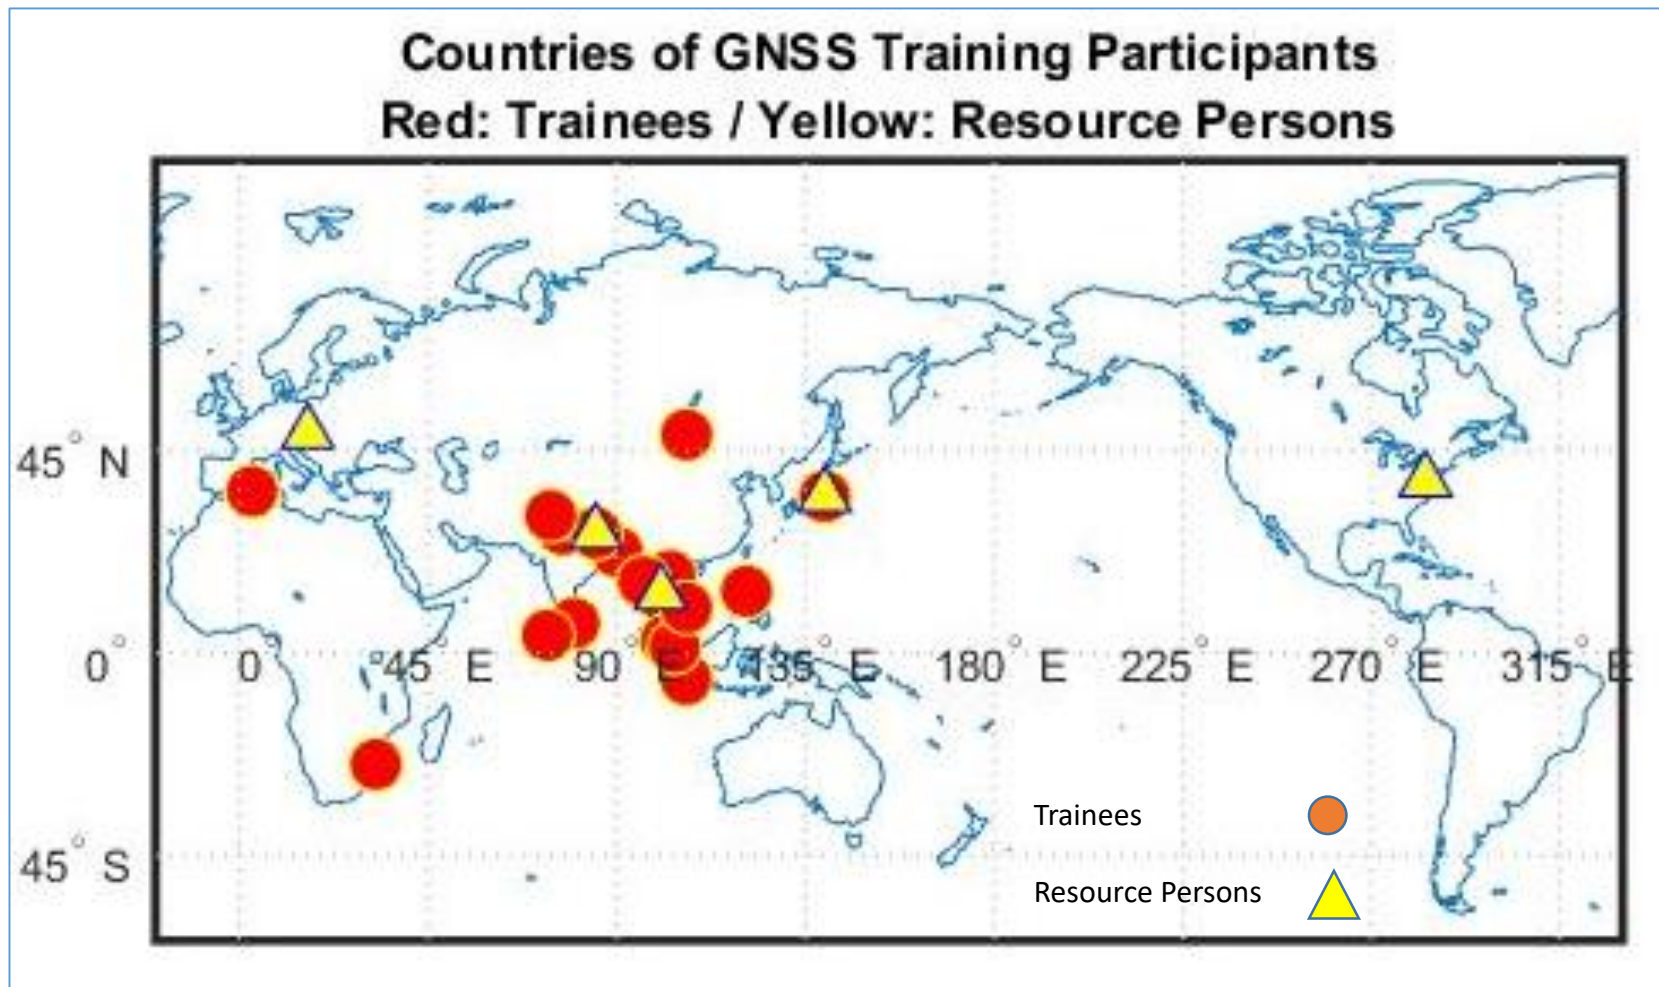 Countries of GNSS Training Participants
Red: Trainees / Yellow: Resource Persons
45° N
0°
0° 45° E 90° E 135° E 180° E 225° E 270° E 315° E
45° S
Trainees
Resource Persons